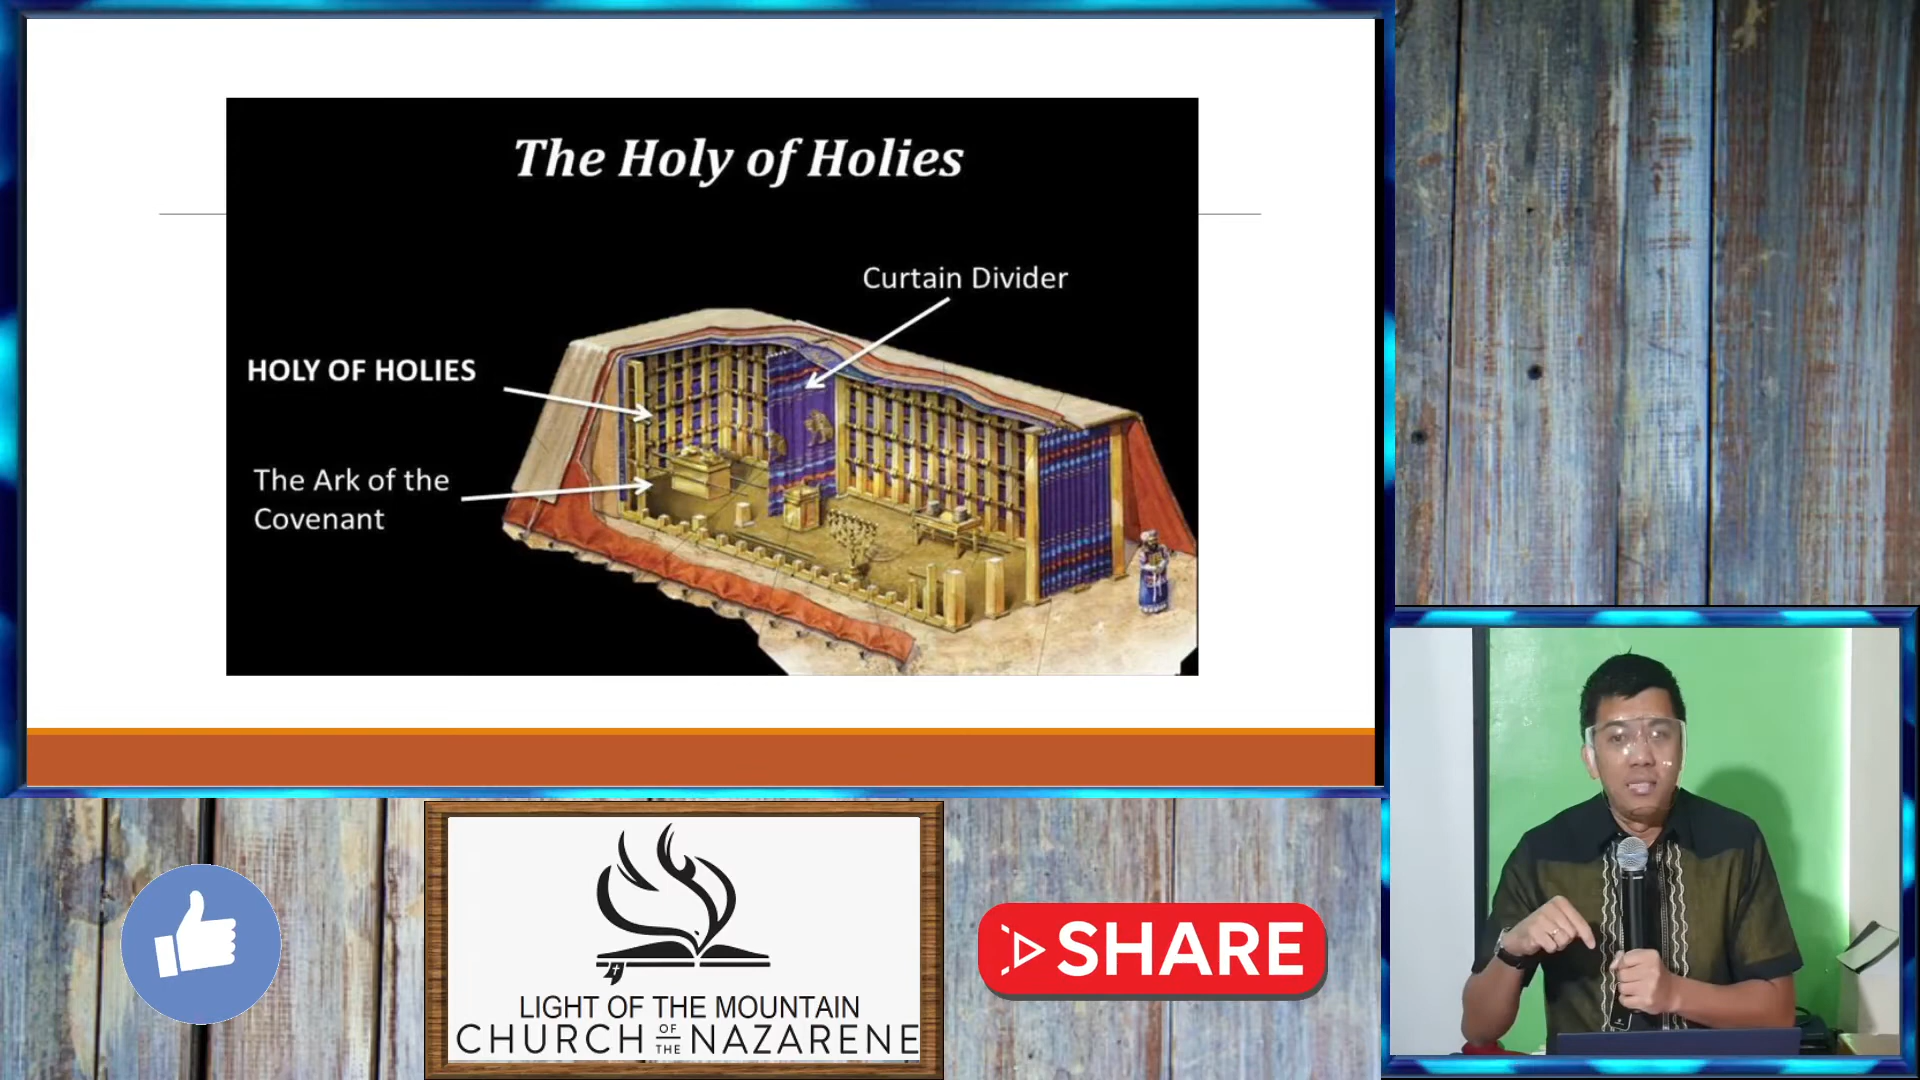 The Holy of Holies
Curtain Divider
HOLY OF HOLIES
The Ark of the
Covenant
LIGHT OF THE MOUNTAIN
CHURCH OF THE NAZARENE
SHARE